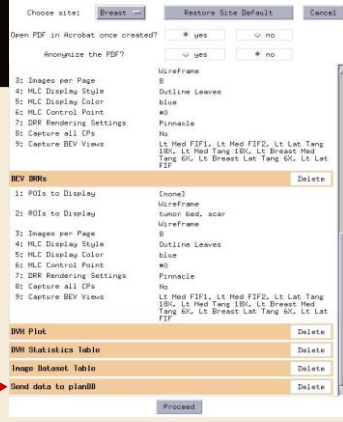 Choose site: Breast Restore Site Default Cancel
Open PDF in Acrobat once created? yes no
Anonymize the PDF? yes no
Wireframe
3: Images per Page 8
4: MLC Display Style Outline Leaves
5: MLC Display Color blue
6: MLC Control Point #0
7: DRR Rendering Settings Pinnacle
8: Capture all CPs No
9: Capture BEV Views Lt Med FIF1, Lt Med FIF2, Lt Lat Tang
18X, Lt Med Tang 18X, Lt Breast Med
Tang 6X, Lt Breast Lat Tang 6X, Lt Lat
FIF
BEV DRRs Delete
1: POIs to Display [none]
Wireframe
2: ROIs to Display tumor bed, scar
Wireframe
3: Images per Page 8
4: MLC Display Style Outline Leaves
5: MLC Display Color blue
6: MLC Control Point #0
7: DRR Rendering Settings Pinnacle
8: Capture all CPs No
9: Capture BEV Views Lt Med FIF1, Lt Med FIF2, Lt Lat Tang
18X, Lt Med Tang 18X, Lt Breast Med
Tang 6X, Lt Breast Lat Tang 6X, Lt Lat
FIF
DVH Plot Delete
DVH Statistics Table Delete
Image Dataset Table Delete
Send data to planDB Delete
Proceed